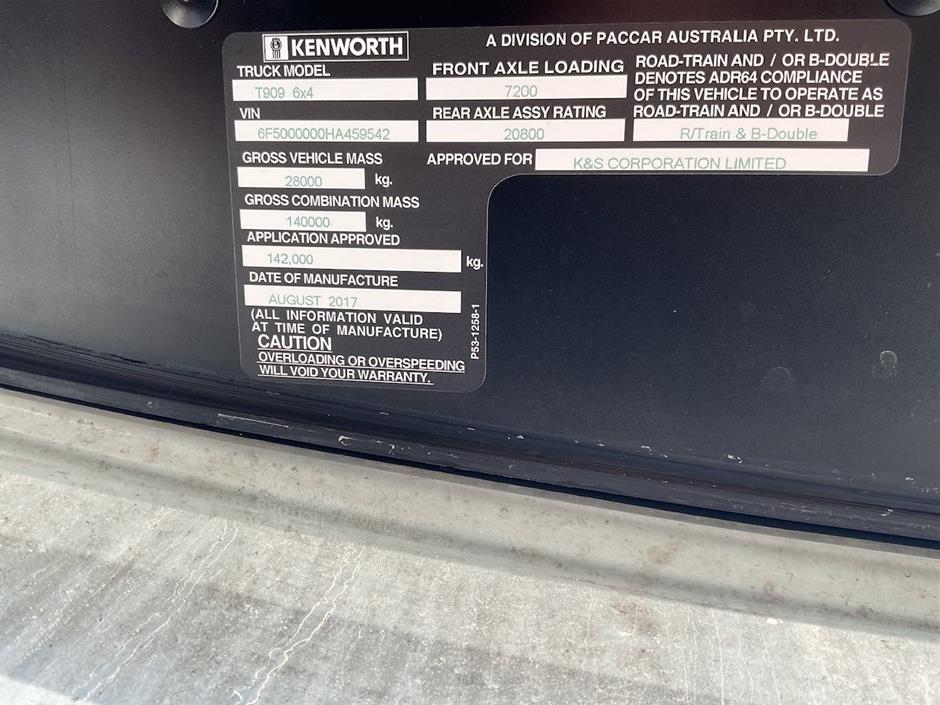 KENWORTH
A DIVISION OF PACCAR AUSTRALIA PTY. LTD.
TRUCK MODEL
T909 6x4
FRONT AXLE LOADING
7200
ROAD-TRAIN AND / OR B-DOUBLE
DENOTES ADR64 COMPLIANCE
OF THIS VEHICLE TO OPERATE AS
ROAD-TRAIN AND / OR B-DOUBLE
R/Train & B-Double
VIN
6F5000000HA459542
REAR AXLE ASSY RATING
20800
GROSS VEHICLE MASS
28000 kg.
APPROVED FOR K&S CORPORATION LIMITED
GROSS COMBINATION MASS
140000 kg.
APPLICATION APPROVED
142,000 kg.
DATE OF MANUFACTURE
AUGUST 2017
(ALL INFORMATION VALID
AT TIME OF MANUFACTURE)
CAUTION
OVERLOADING OR OVERSPEEDING
WILL VOID YOUR WARRANTY.
P53-1258-1